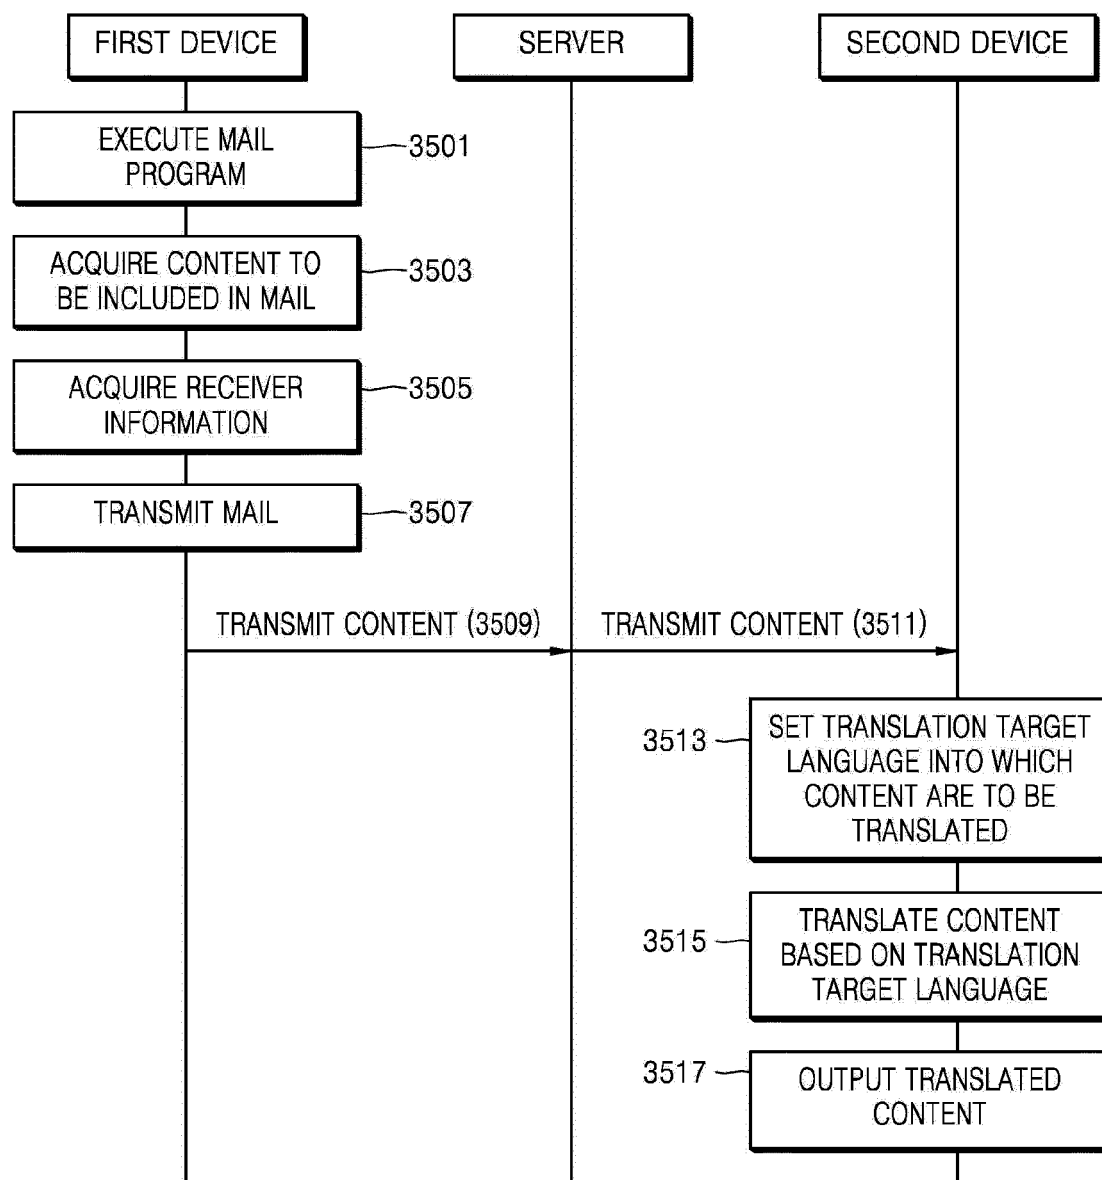 FIRST DEVICE
SERVER
SECOND DEVICE
EXECUTE MAIL
PROGRAM
3501
ACQUIRE CONTENT TO
BE INCLUDED IN MAIL
3503
ACQUIRE RECEIVER
INFORMATION
3505
TRANSMIT MAIL
3507
TRANSMIT CONTENT (3509)
TRANSMIT CONTENT (3511)
3513
SET TRANSLATION TARGET
LANGUAGE INTO WHICH
CONTENT ARE TO BE
TRANSLATED
3515
TRANSLATE CONTENT
BASED ON TRANSLATION
TARGET LANGUAGE
3517
OUTPUT TRANSLATED
CONTENT